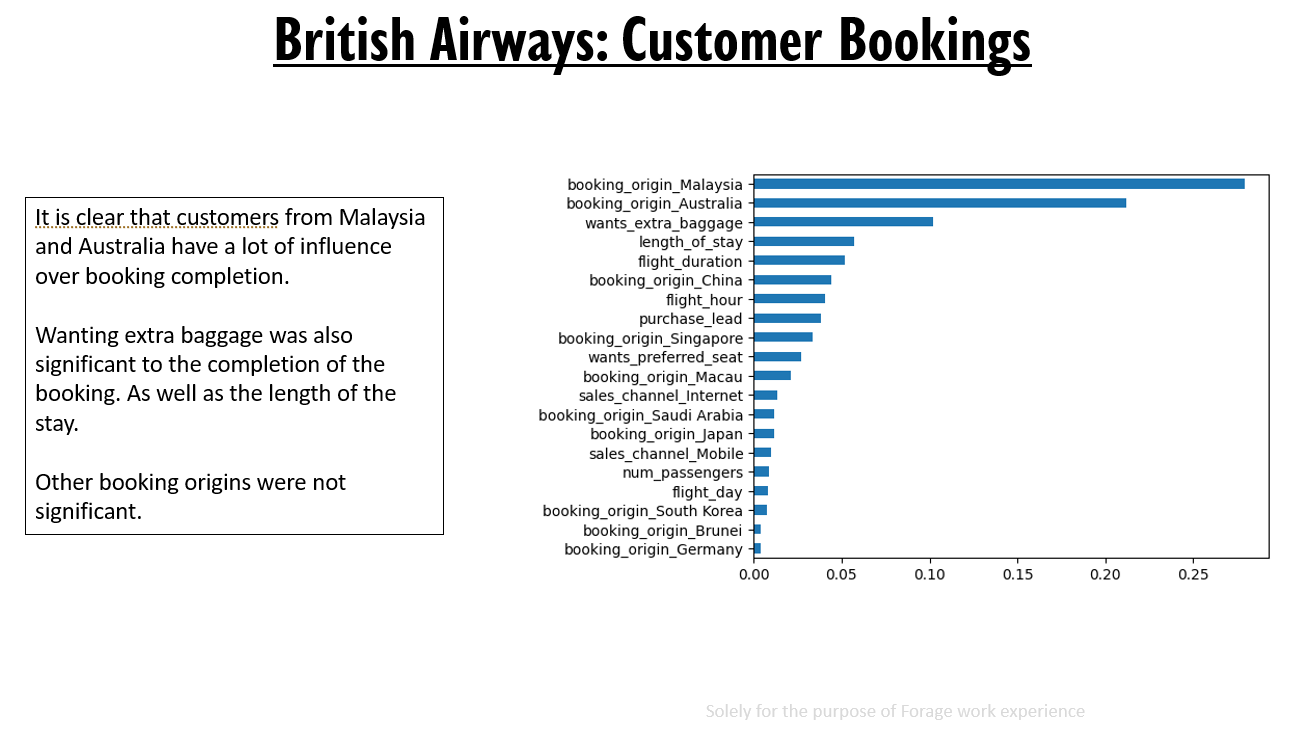 British Airways: Customer Bookings
It is clear that customers from Malaysia
and Australia have a lot of influence
over booking completion.
Wanting extra baggage was also
significant to the completion of the
booking. As well as the length of the
stay.
Other booking origins were not
significant.
booking_origin_Malaysia
booking_origin_Australia
wants_extra_baggage
length_of_stay
flight_duration
booking_origin_China
flight_hour
purchase_lead
booking_origin_Singapore
wants_preferred_seat
booking_origin_Macau
sales_channel_Internet
booking_origin_Saudi Arabia
booking_origin_Japan
sales_channel_Mobile
num_passengers
flight_day
booking_origin_South Korea
booking_origin_Brunei
booking_origin_Germany
0.00 0.05 0.10 0.15 0.20 0.25
Solely for the purpose of Forage work experience